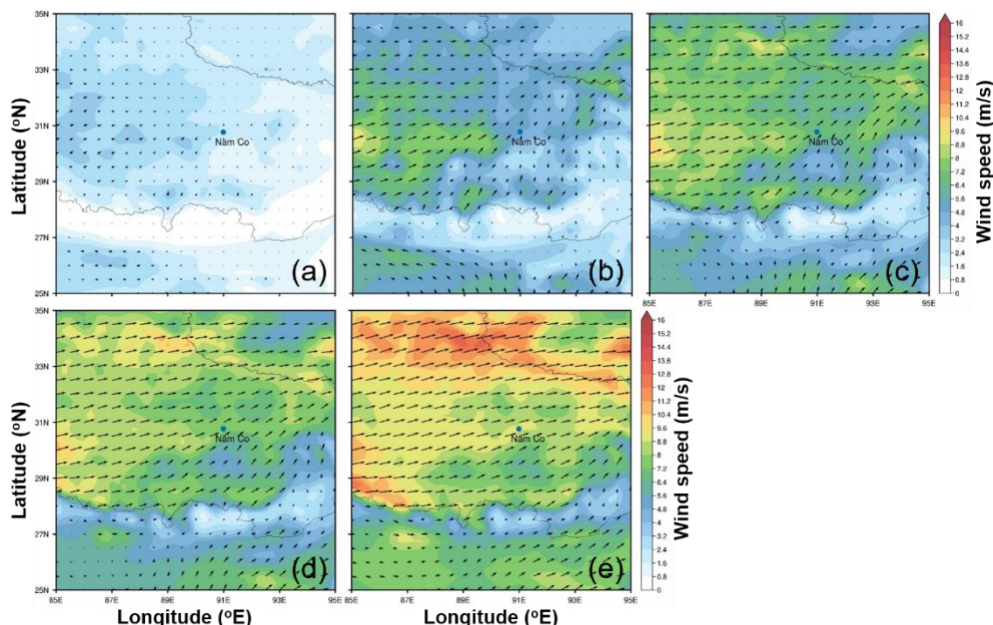 35N
33N
31N
29N
27N
25N
Latitude (°N)
Nam Co
(a)
Nam Co
(b)
Nam Co
(c)
85E 87E 89E 91E 93E 95E
16
15.2
14.4
13.6
12.8
12
11.2
10.4
9.6
8.8
8
7.2
6.4
5.6
4.8
4
3.2
2.4
1.6
0.8
0
Wind speed (m/s)
35N
33N
31N
29N
27N
25N
Latitude (°N)
Nam Co
(d)
85E 87E 89E 91E 93E 95E
Nam Co
(e)
85E 87E 89E 91E 93E 95E
16
15.2
14.4
13.6
12.8
12
11.2
10.4
9.6
8.8
8
7.2
6.4
5.6
4.8
4
3.2
2.4
1.6
0.8
0
Wind speed (m/s)
Longitude (°E)
Longitude (°E)